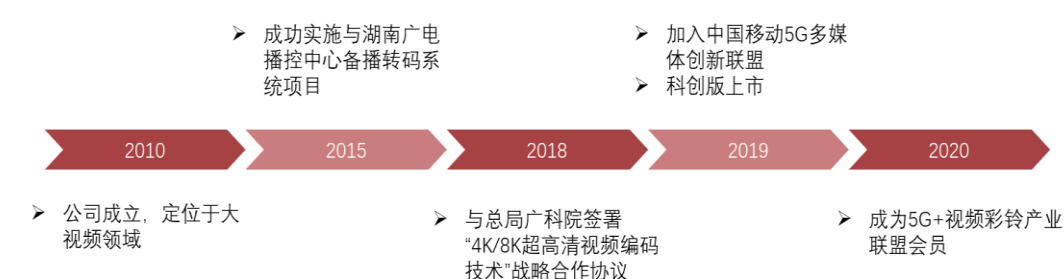 ➢ 成功实施与湖南广电
播控中心备播转码系
统项目
➢ 加入中国移动5G多媒
体创新联盟
➢ 科创版上市
2010
2015
2018
2019
2020
➢ 公司成立，定位于大
视频领域
➢ 与总局广科院签署
“4K/8K超高清视频编码
技术”战略合作协议
➢ 成为5G+视频彩铃产业
联盟会员